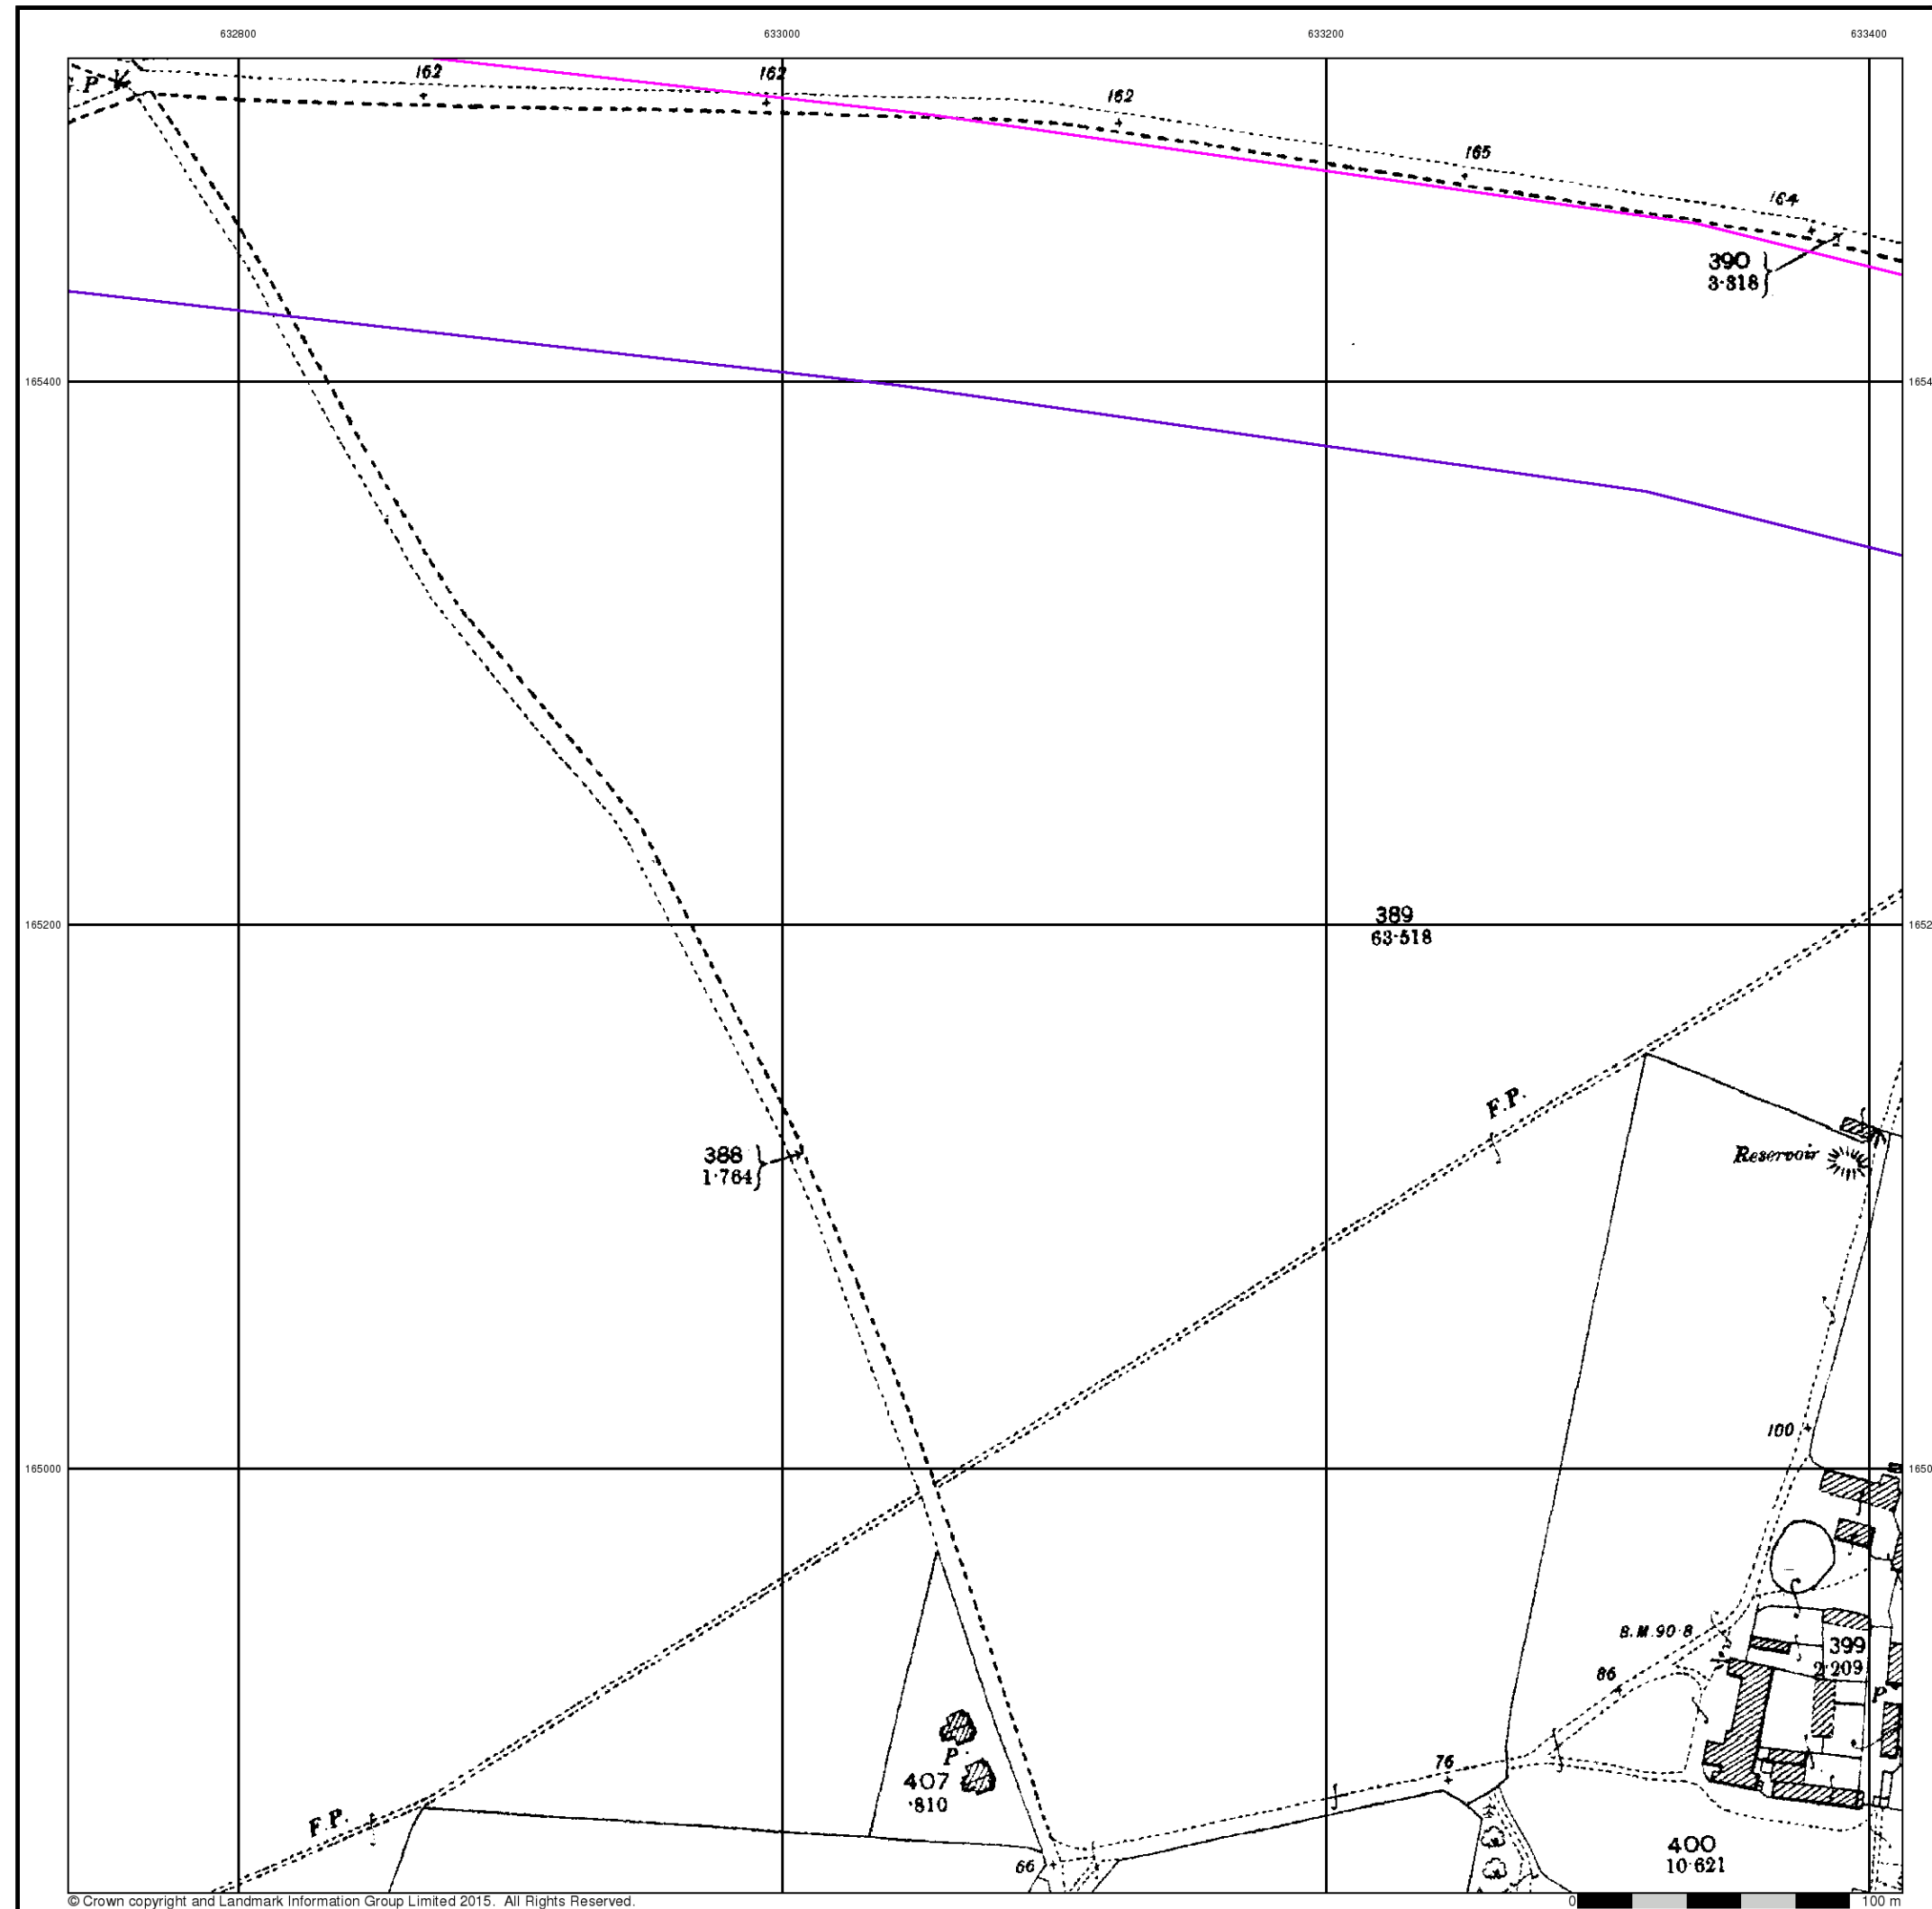 632800 633000 633200 633400
F.P.
162
162
162
165
164
390
3·318
165400
165200
165000
389
63·518
F.P.
Reservoir
388
1·764
100
B.M.90·8
399
2·209
86
P
P
76
407
·810
F.P.
66
400
10·621
© Crown copyright and Landmark Information Group Limited 2015. All Rights Reserved.
0 100 m